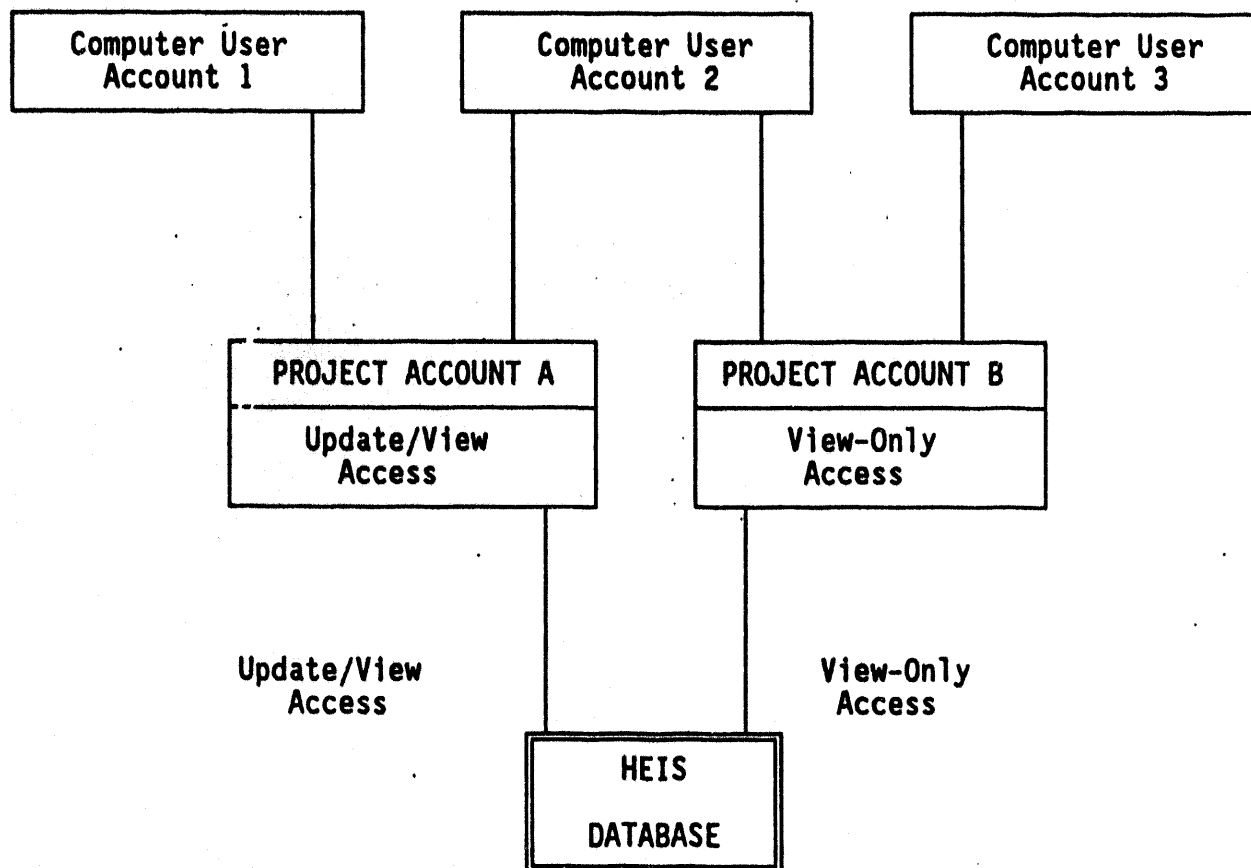 Computer User
Account 1
Computer User
Account 2
Computer User
Account 3
PROJECT ACCOUNT A
Update/View
Access
PROJECT ACCOUNT B
View-Only
Access
Update/View
Access
View-Only
Access
HEIS
DATABASE